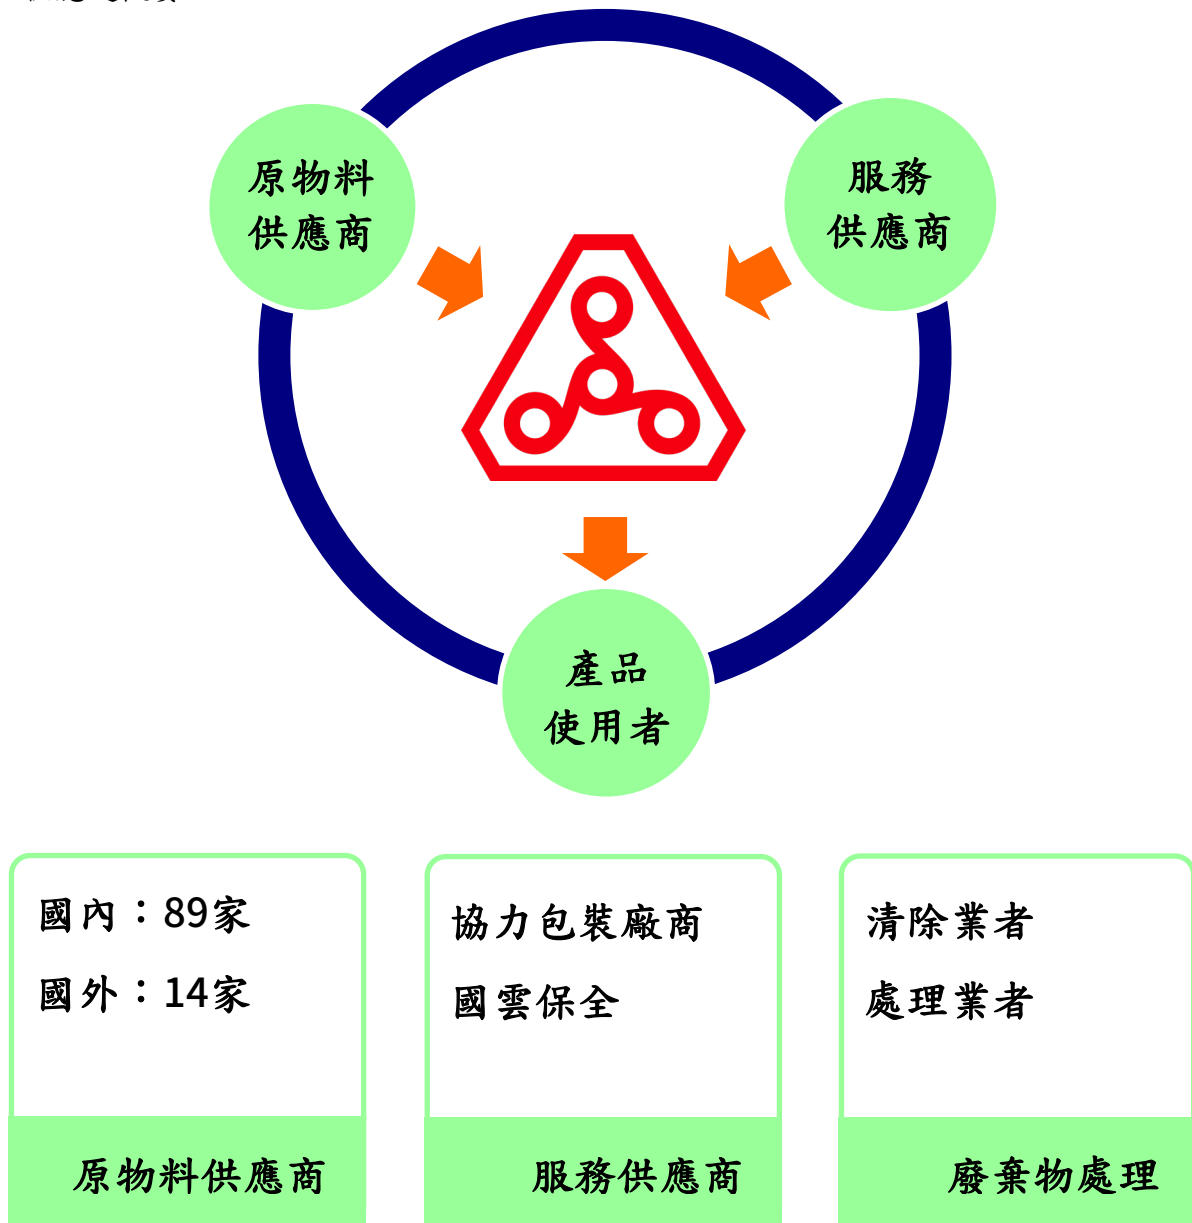 原物料
供應商
服務
供應商
產品
使用者
國內：89家
國外：14家
原物料供應商
協力包裝廠商
國雲保全
服務供應商
清除業者
處理業者
廢棄物處理